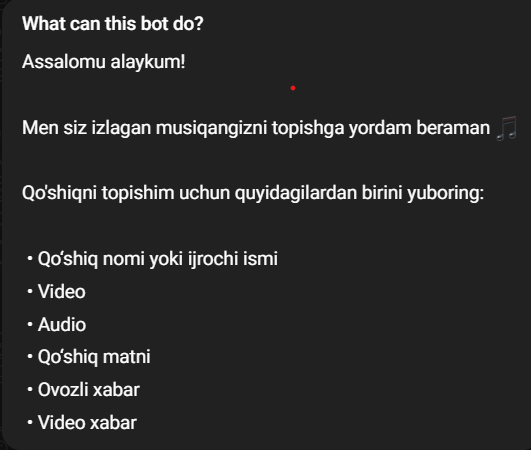 What can this bot do?
Assalomu alaykum!
Men siz izlagan musiqangizni topishga yordam beraman 🎵
Qo'shiqni topishim uchun quyidagilardan birini yuboring:
• Qo‘shiq nomi yoki ijrochi ismi
• Video
• Audio
• Qo‘shiq matni
• Ovozli xabar
• Video xabar